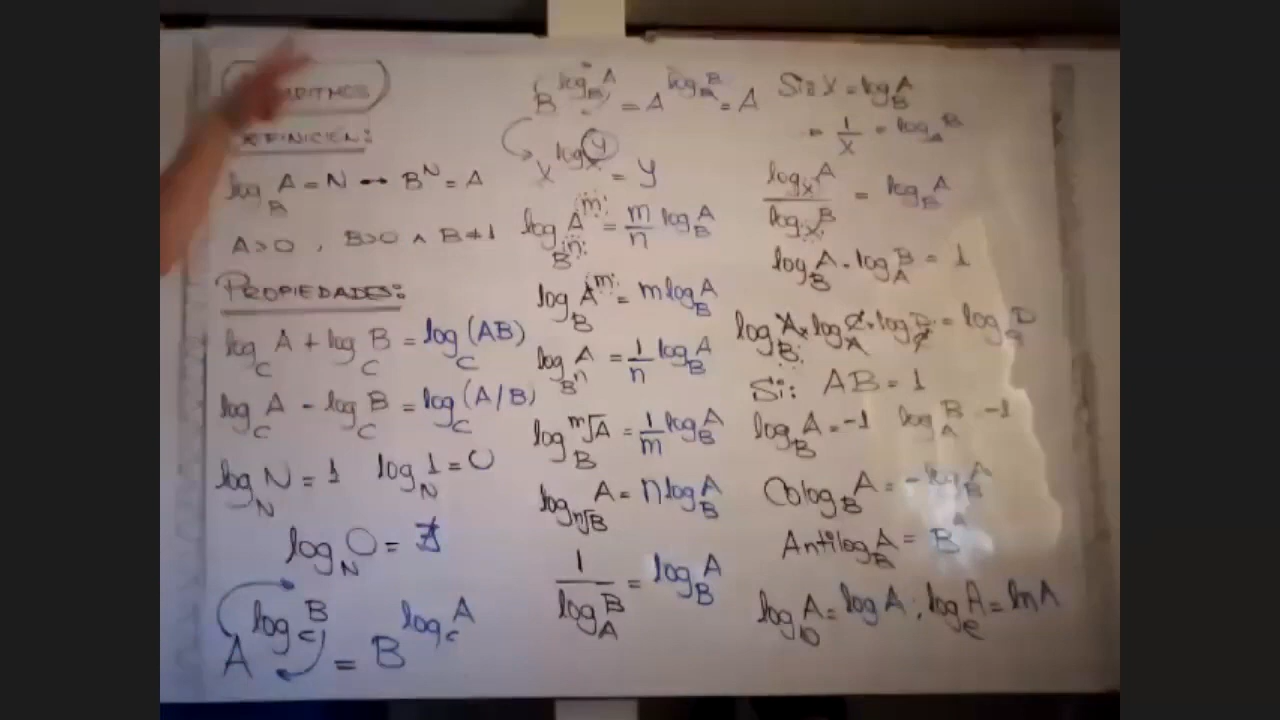 DEFINICIEN:
log_B A = N ↔ B^N = A
A>0 , B>0 ∧ B≠1
PROPIEDADES:
log_C A + log_C B = log_C (AB)
log_C A - log_C B = log_C (A/B)
log_N N = 1 log_N 1 = 0
log_N 0 = ∄
A^(log_C B) = B^(log_C A)
B^(log_B A) = A^(log_B B) = A
x^(log_x y) = y
log_(B^n) A^m = m/n log_B A
log_B A^m = m log_B A
log_(B^n) A = 1/n log_B A
log_B ᵐ√A = 1/m log_B A
log_(ⁿ√B) A = n log_B A
1/(log_A B) = log_B A
Si: X = log_B A
= 1/X = log_A B
(log_x A)/(log_x B) = log_B A
log_B A . log_A B = 1
Si: AB = 1
log_B A = -1 log_A B -1
Colog_B A = -log_B A
Antilog_B A = B^A
log_10 A = log A ; log_e A = ln A